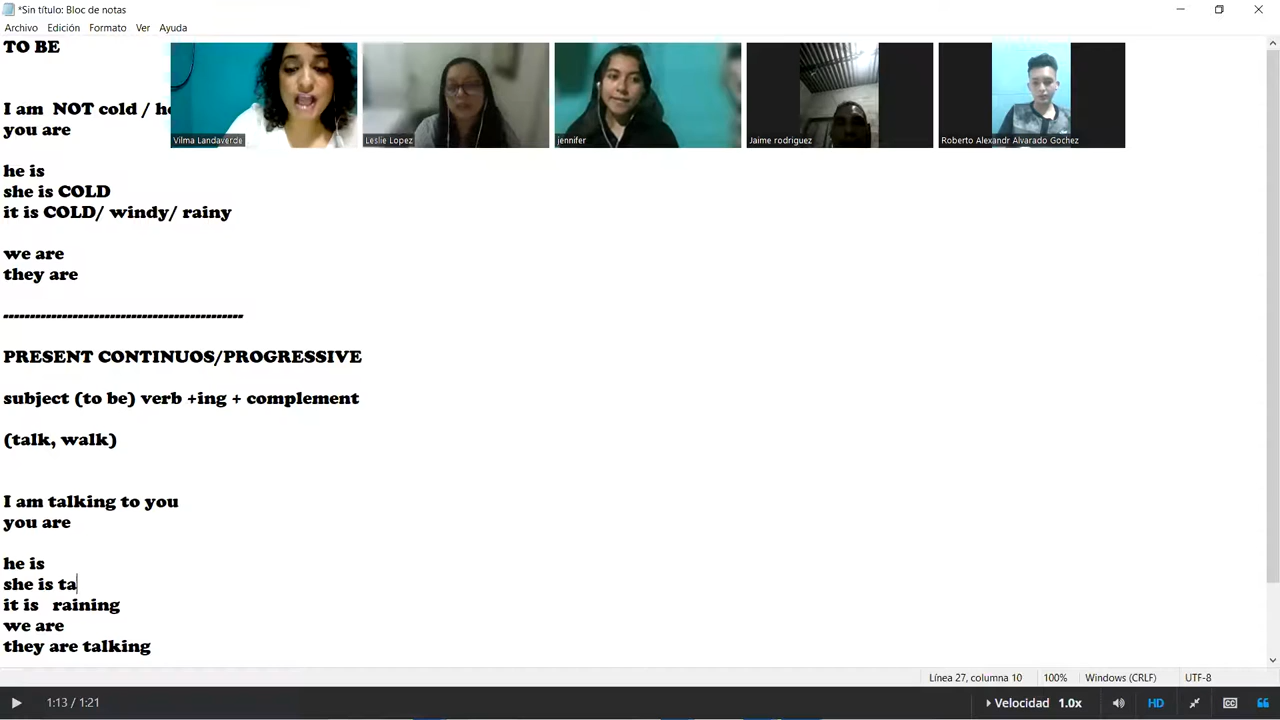 *Sin título: Bloc de notas
Archivo Edición Formato Ver Ayuda
TO BE
I am NOT cold / ho
you are
he is
she is COLD
it is COLD/ windy/ rainy
we are
they are
---------------------------------------------
PRESENT CONTINUOS/PROGRESSIVE
subject (to be) verb +ing + complement
(talk, walk)
I am talking to you
you are
he is
she is ta
it is raining
we are
they are talking
Vilma Landaverde
Leslie Lopez
jennifer
Jaime rodriguez
Roberto Alexandr Alvarado Gochez
Línea 27, columna 10 100% Windows (CRLF) UTF-8
1:13 / 1:21 Velocidad 1.0x HD CC